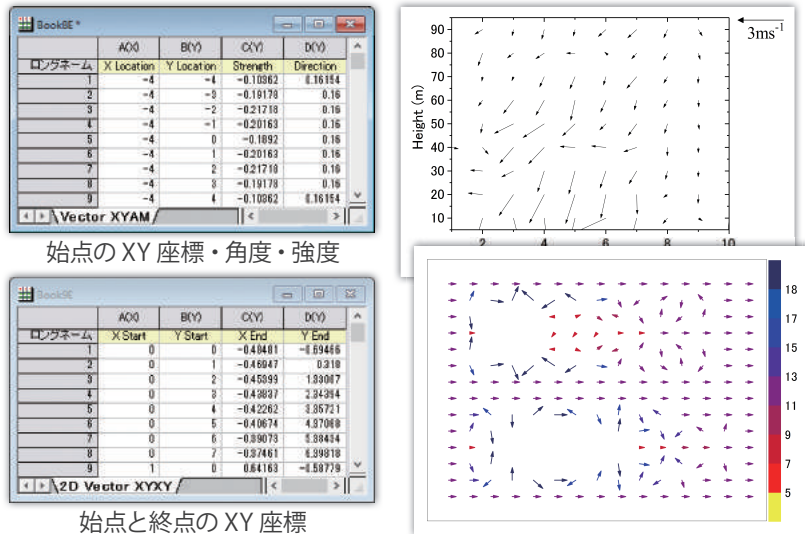 Book8E *
A(X) B(Y) C(Y) D(Y)
ロングネーム X Location Y Location Strength Direction
1 -4 -4 -0.10362 0.16154
2 -4 -3 -0.19178 0.16
3 -4 -2 -0.21718 0.16
4 -4 -1 -0.20163 0.16
5 -4 0 -0.1892 0.16
6 -4 1 -0.20163 0.16
7 -4 2 -0.21718 0.16
8 -4 3 -0.19178 0.16
9 -4 4 -0.10362 0.16154
Vector XYAM
始点の XY 座標・角度・強度
Book9E
A(X) B(Y) C(Y) D(Y)
ロングネーム X Start Y Start X End Y End
1 0 0 -0.48481 -0.69466
2 0 1 -0.46947 0.318
3 0 2 -0.45399 1.33067
4 0 3 -0.43837 2.34354
5 0 4 -0.42262 3.35721
6 0 5 -0.40674 4.37068
7 0 6 -0.39073 5.38434
8 0 7 -0.37461 6.39818
9 1 0 0.64163 -0.58779
2D Vector XYXY
始点と終点の XY 座標
3ms-1
Height (m)
90
80
70
60
50
40
30
20
10
2 4 6 8 10
18
17
15
13
11
9
7
5